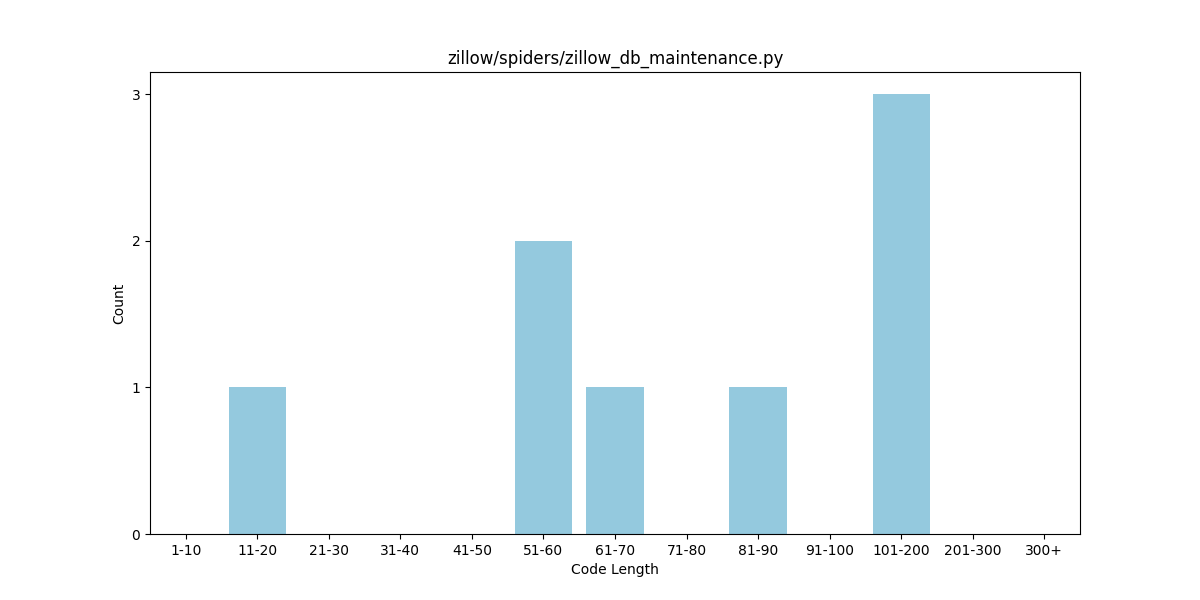 zillow/spiders/zillow_db_maintenance.py
Count
3
2
1
0
1-10 11-20 21-30 31-40 41-50 51-60 61-70 71-80 81-90 91-100 101-200 201-300 300+
Code Length